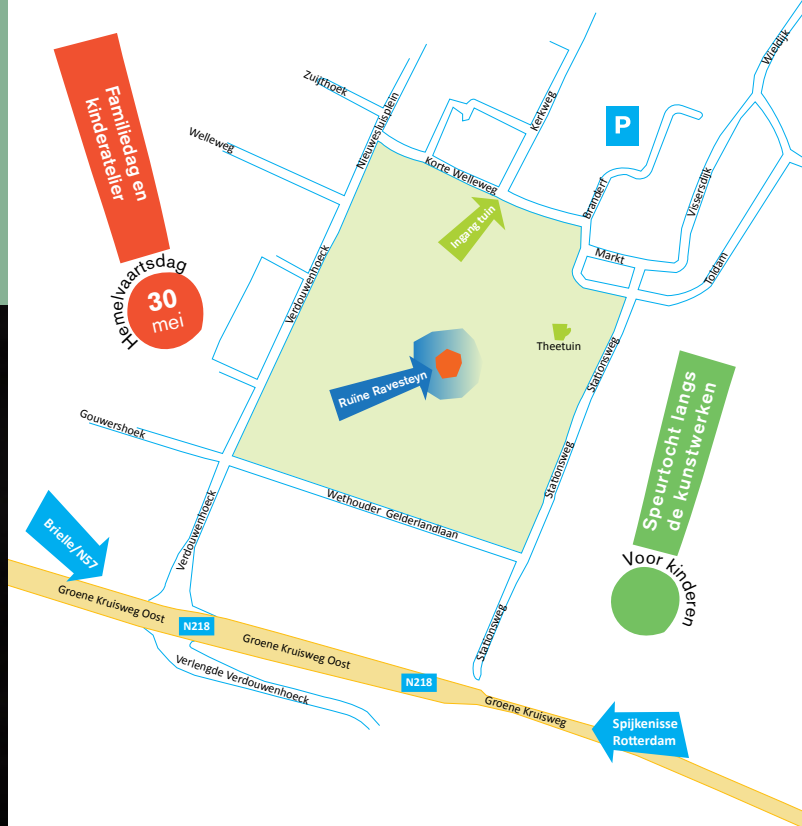 Familiedag en
kinderatelier
Hemelvaartsdag
30
mei
Zuijthoek
Welleweg
Nieuwesluisplein
Korte Welleweg
Kerkweg
P
Wieldijk
Branderf
Vissersdijk
Markt
Toldam
Ingang tuin
Verdouwenhoeck
Theetuin
Stationsweg
Ruïne Ravesteyn
Gouwershoek
Speurtocht langs
de kunstwerken
Voor kinderen
Stationsweg
Wethouder Gelderlandlaan
Verdouwenhoeck
Brielle/N57
Groene Kruisweg Oost
N218
Groene Kruisweg Oost
Stationsweg
Verlengde Verdouwenhoeck
N218
Groene Kruisweg
Spijkenisse
Rotterdam